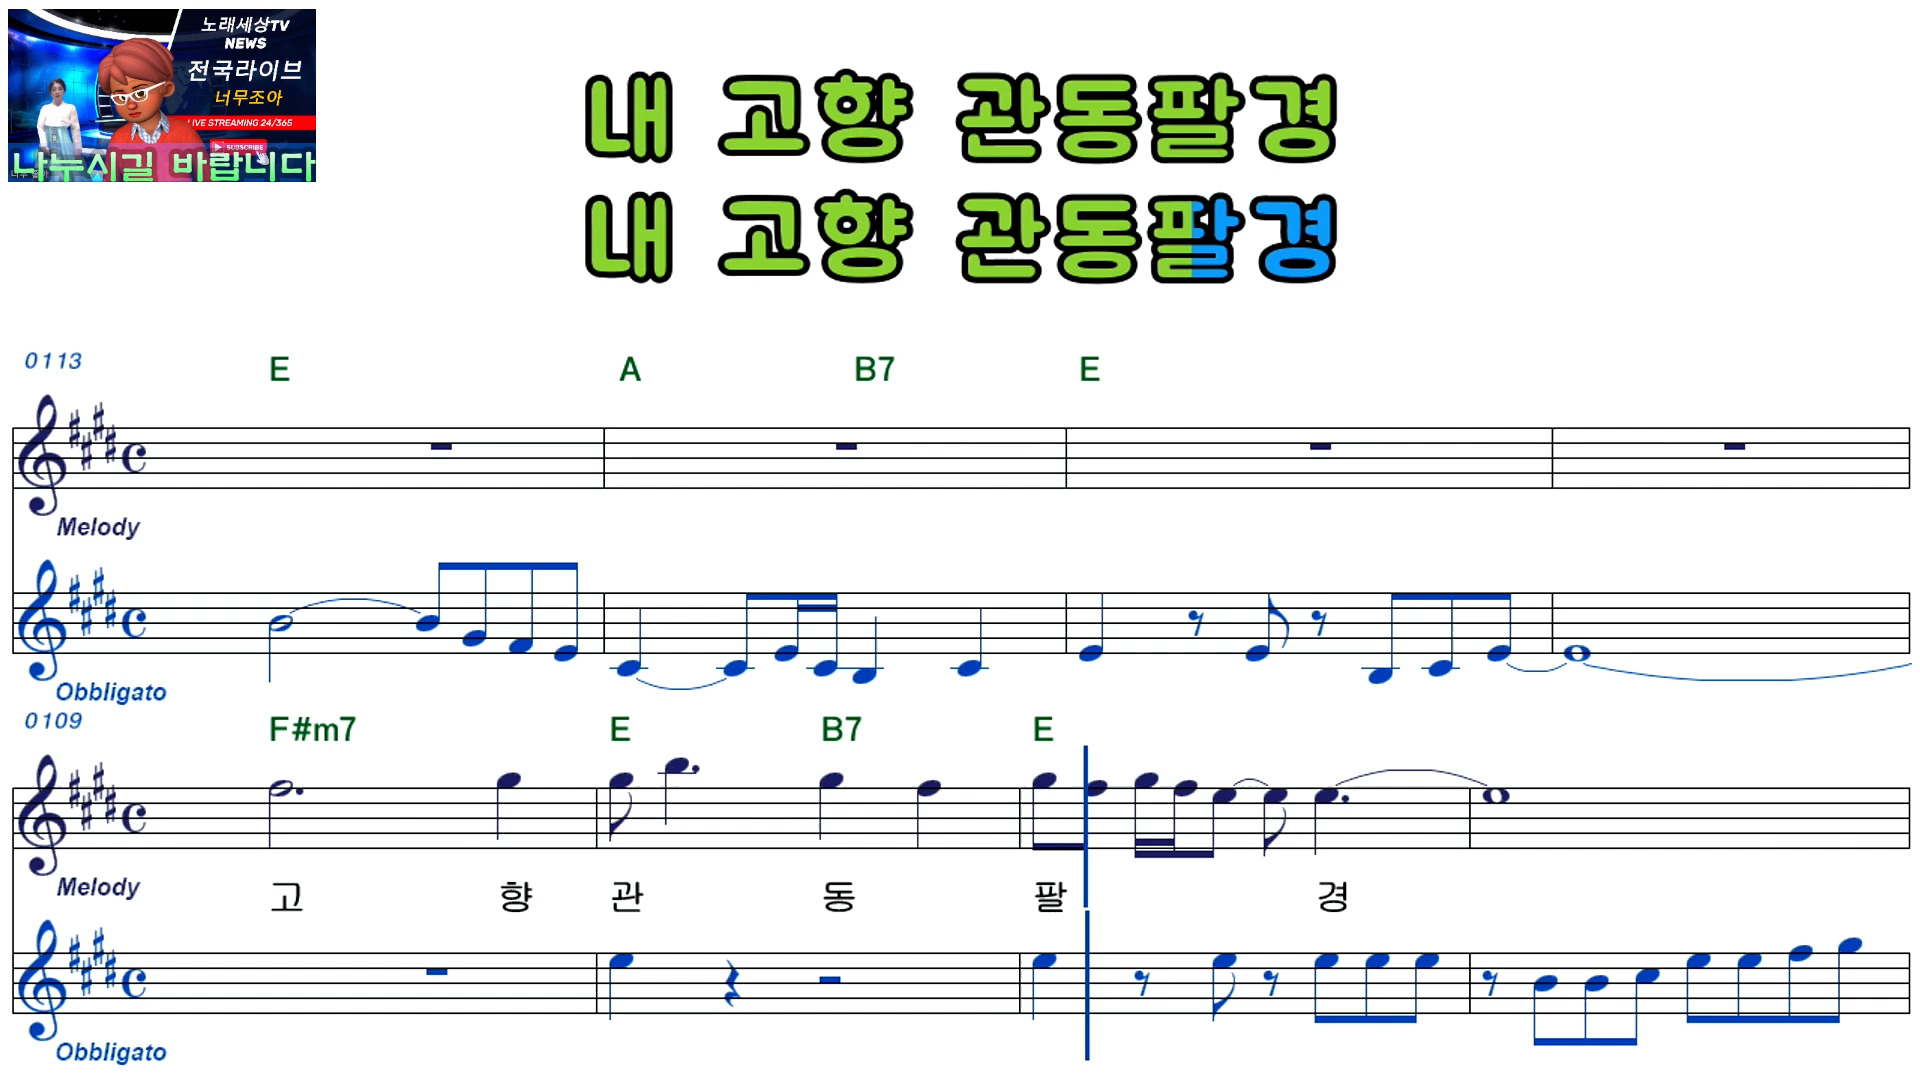 노래세상TV
NEWS
전국라이브
너무조아
LIVE STREAMING 24/365
SUBSCRIBE
나누시길 바랍니다
내 고향 관동팔경
내 고향 관동팔경
0113
E A B7 E
Melody
Obbligato
0109
F#m7 E B7 E
Melody
고 향 관 동 팔 경
Obbligato